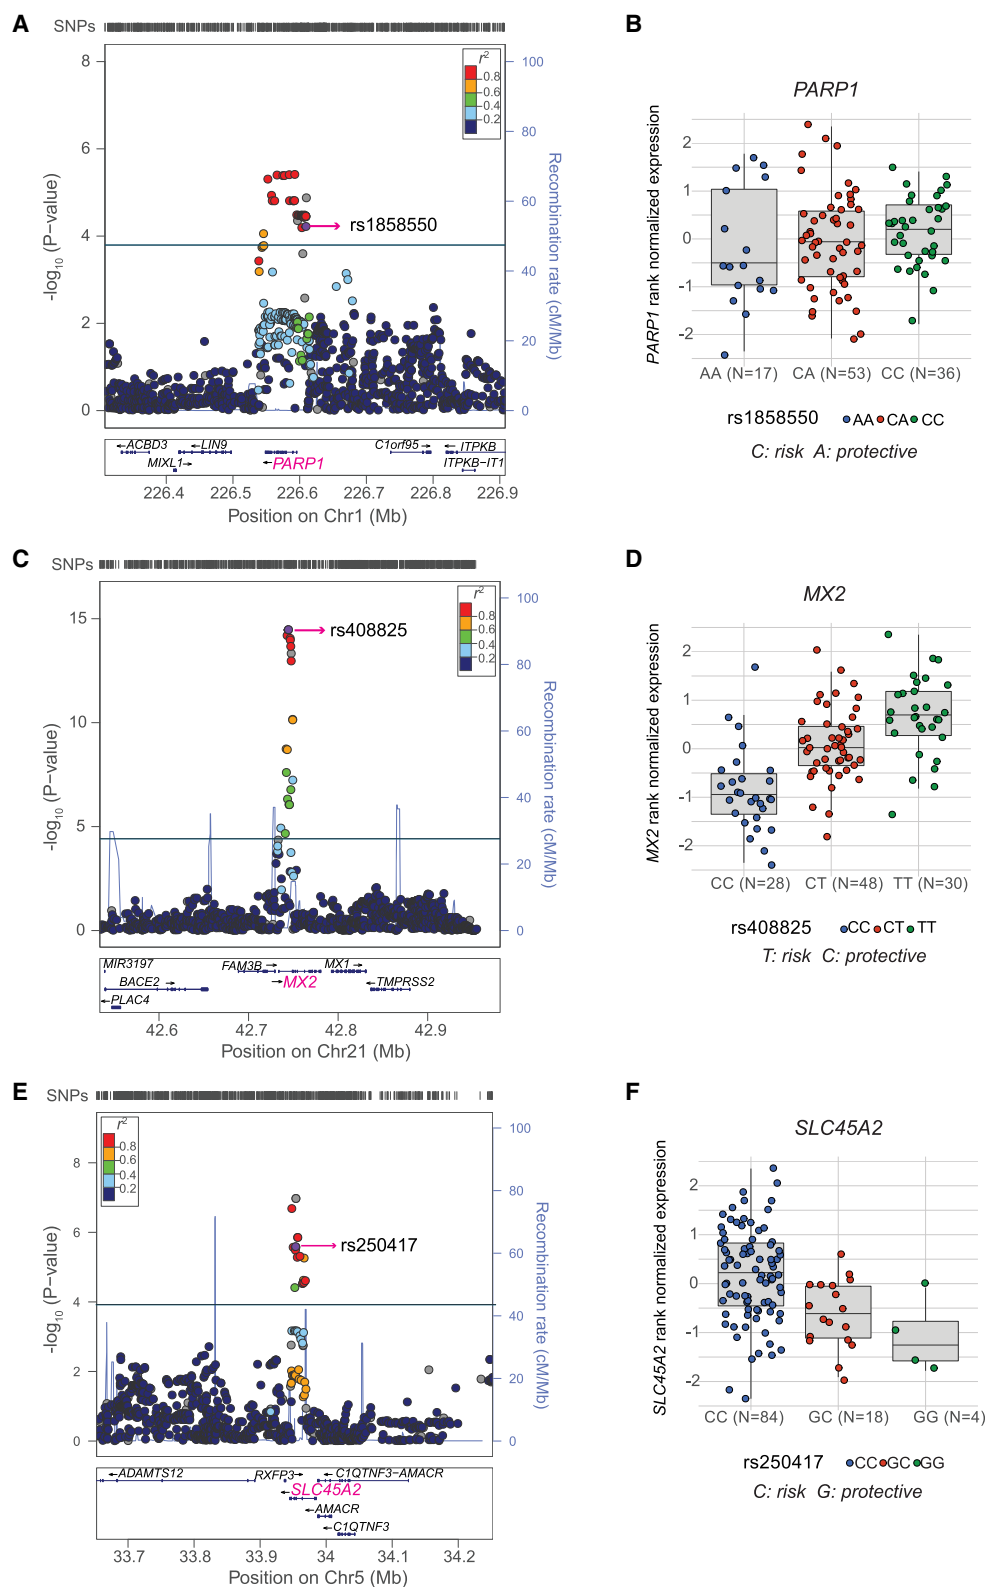 A
SNPs
8
6
4
2
0
-log10 (P−value)
r2
0.8
0.6
0.4
0.2
100
80
60
40
20
0
Recombination rate (cM/Mb)
rs1858550
ACBD3
LIN9
MIXL1
PARP1
C1orf95
ITPKB
ITPKB−IT1
226.4 226.5 226.6 226.7 226.8 226.9
Position on Chr1 (Mb)
B
PARP1
PARP1 rank normalized expression
2
1
0
-1
-2
AA (N=17) CA (N=53) CC (N=36)
rs1858550 AA CA CC
C: risk A: protective
C
SNPs
15
10
5
0
-log10 (P−value)
r2
0.8
0.6
0.4
0.2
100
80
60
40
20
0
Recombination rate (cM/Mb)
rs408825
MIR3197
BACE2
PLAC4
FAM3B
MX2
MX1
TMPRSS2
42.6 42.7 42.8 42.9
Position on Chr21 (Mb)
D
MX2
MX2 rank normalized expression
2
1
0
-1
-2
CC (N=28) CT (N=48) TT (N=30)
rs408825 CC CT TT
T: risk C: protective
E
SNPs
8
6
4
2
0
-log10 (P−value)
r2
0.8
0.6
0.4
0.2
100
80
60
40
20
0
Recombination rate (cM/Mb)
rs250417
ADAMTS12
RXFP3
C1QTNF3−AMACR
SLC45A2
AMACR
C1QTNF3
33.7 33.8 33.9 34 34.1 34.2
Position on Chr5 (Mb)
F
SLC45A2
SLC45A2 rank normalized expression
2
1
0
-1
-2
CC (N=84) GC (N=18) GG (N=4)
rs250417 CC GC GG
C: risk G: protective